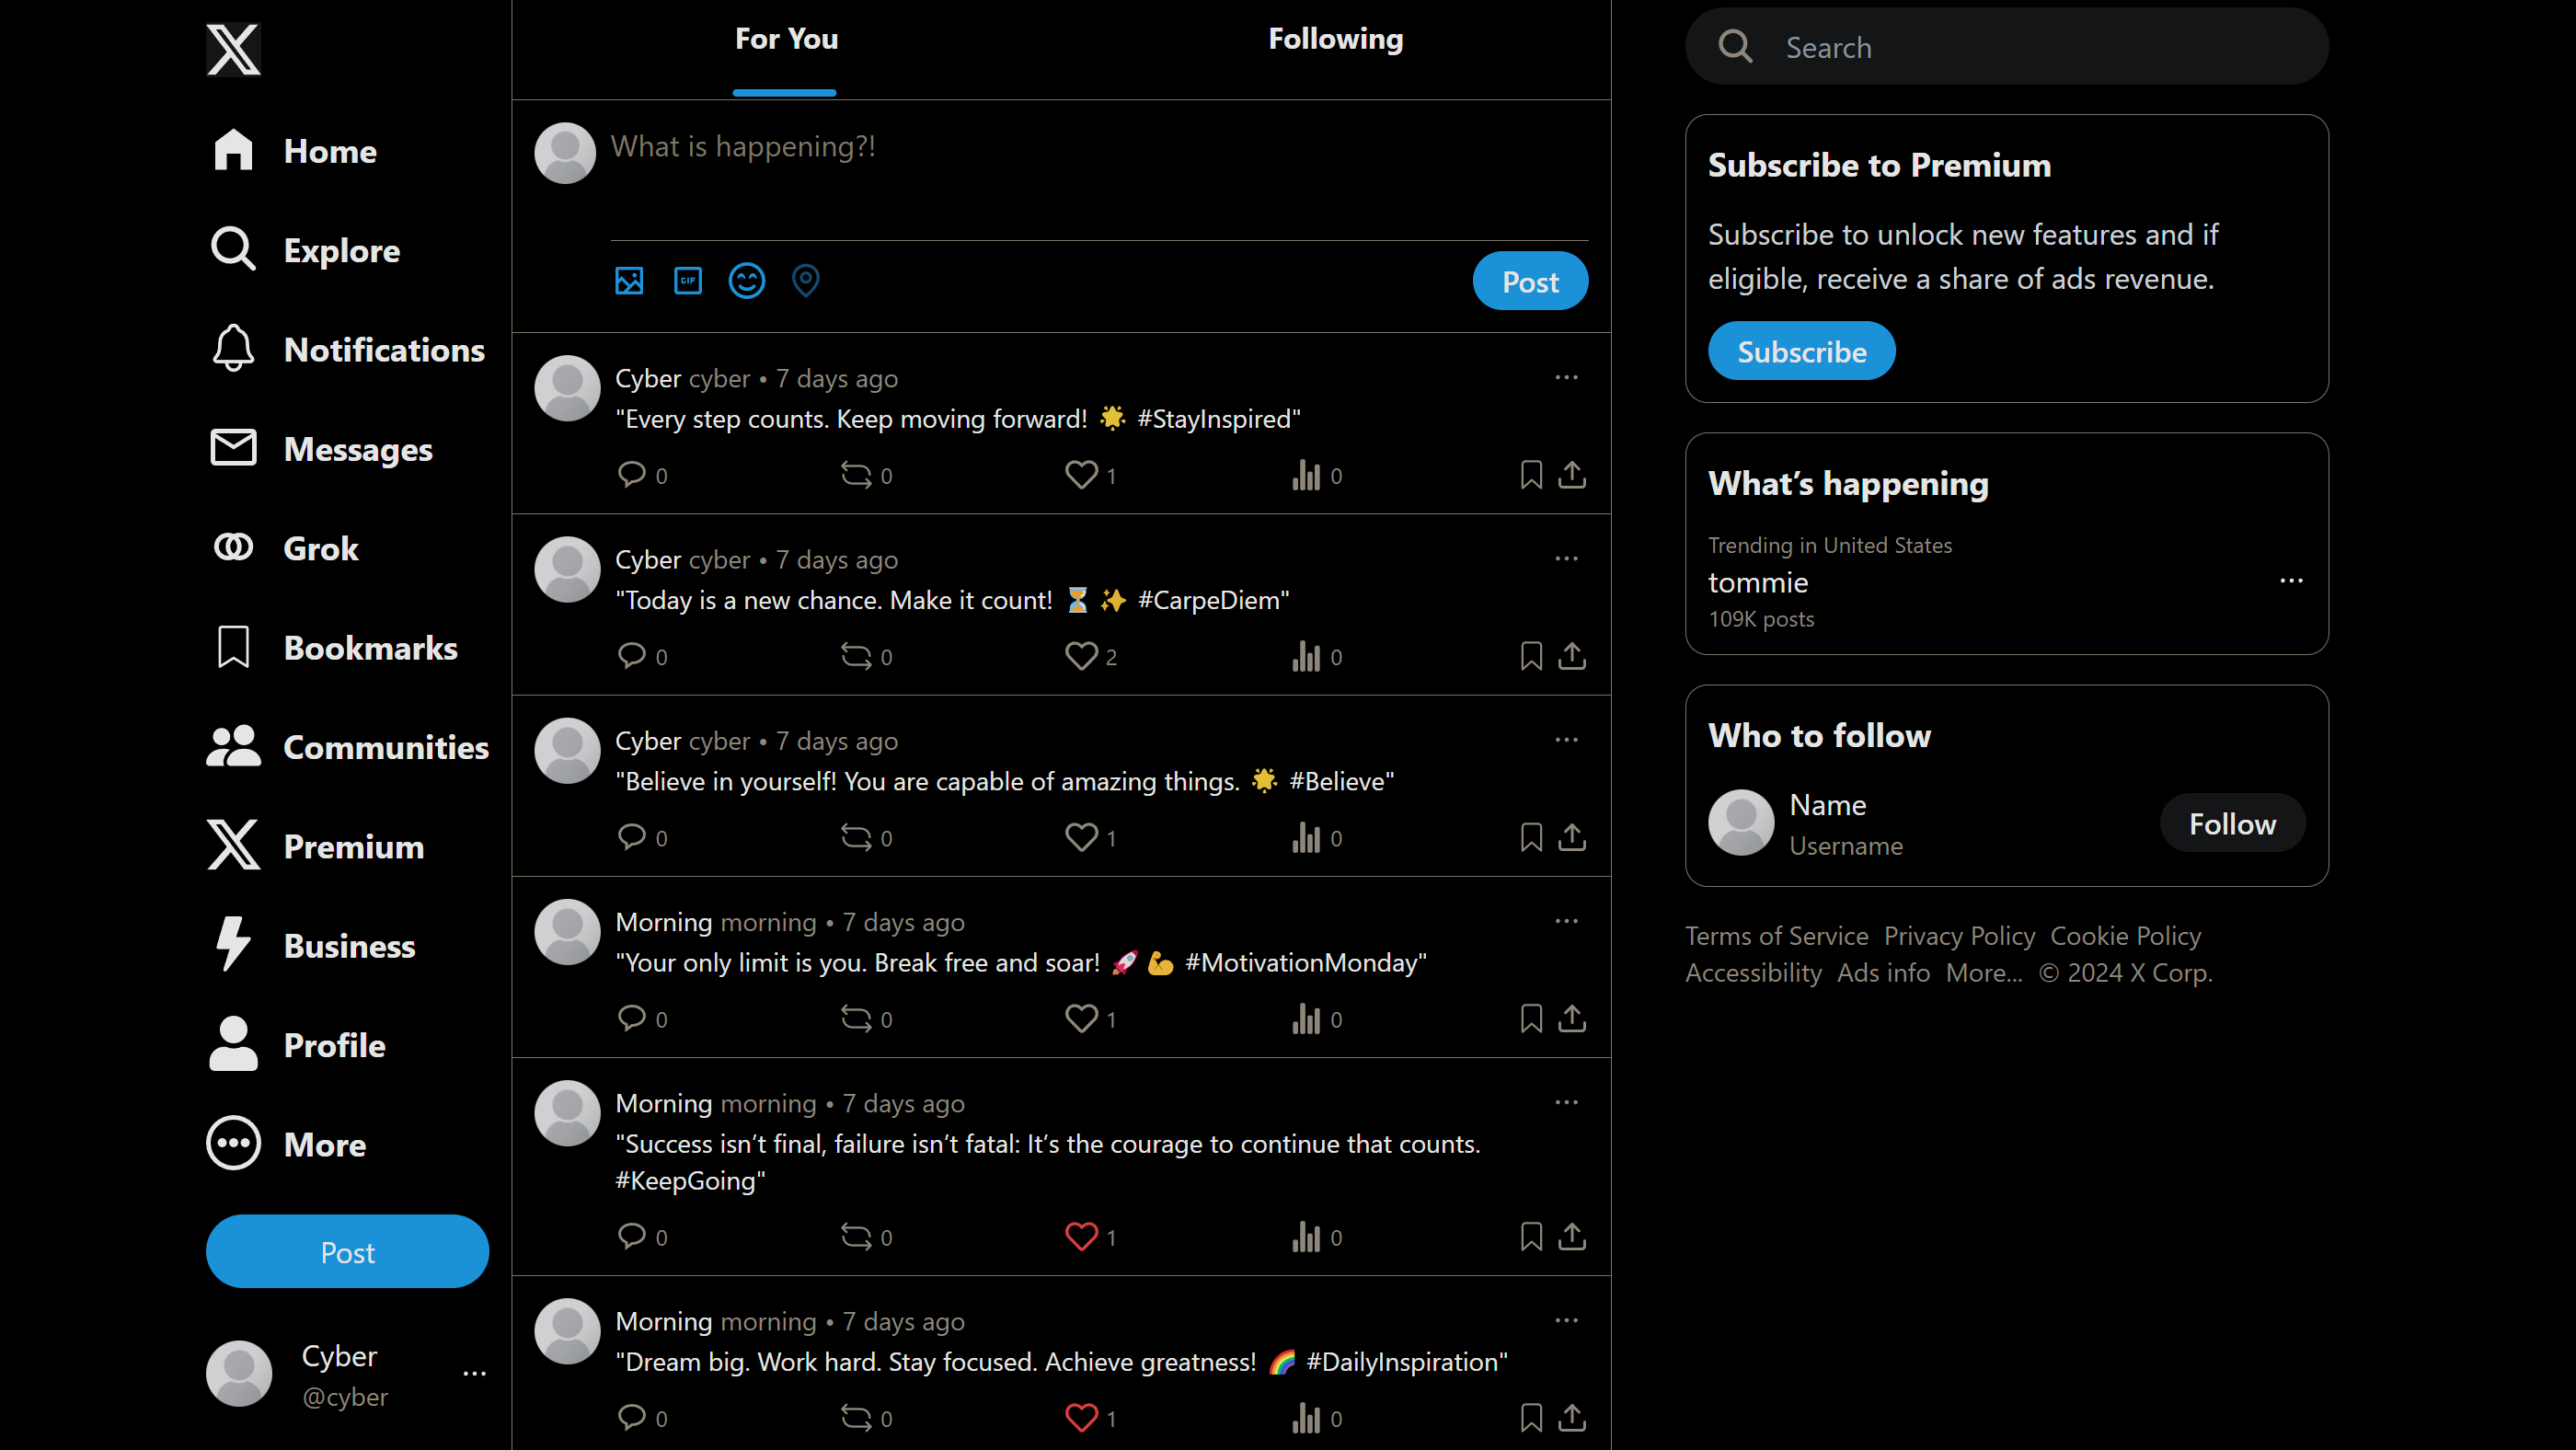 Home
Explore
Notifications
Messages
Grok
Bookmarks
Communities
Premium
Business
Profile
More
Post
Cyber
@cyber
For You
Following
What is happening?!
GIF
Post
Cyber cyber • 7 days ago
"Every step counts. Keep moving forward! 🌟 #StayInspired"
0 0 1 0
Cyber cyber • 7 days ago
"Today is a new chance. Make it count! ⏳✨ #CarpeDiem"
0 0 2 0
Cyber cyber • 7 days ago
"Believe in yourself! You are capable of amazing things. 🌟 #Believe"
0 0 1 0
Morning morning • 7 days ago
"Your only limit is you. Break free and soar! 🚀💪 #MotivationMonday"
0 0 1 0
Morning morning • 7 days ago
"Success isn’t final, failure isn’t fatal: It’s the courage to continue that counts.
#KeepGoing"
0 0 1 0
Morning morning • 7 days ago
"Dream big. Work hard. Stay focused. Achieve greatness! 🌈 #DailyInspiration"
0 0 1 0
Search
Subscribe to Premium
Subscribe to unlock new features and if
eligible, receive a share of ads revenue.
Subscribe
What’s happening
Trending in United States
tommie
109K posts
Who to follow
Name
Username
Follow
Terms of Service Privacy Policy Cookie Policy
Accessibility Ads info More... © 2024 X Corp.